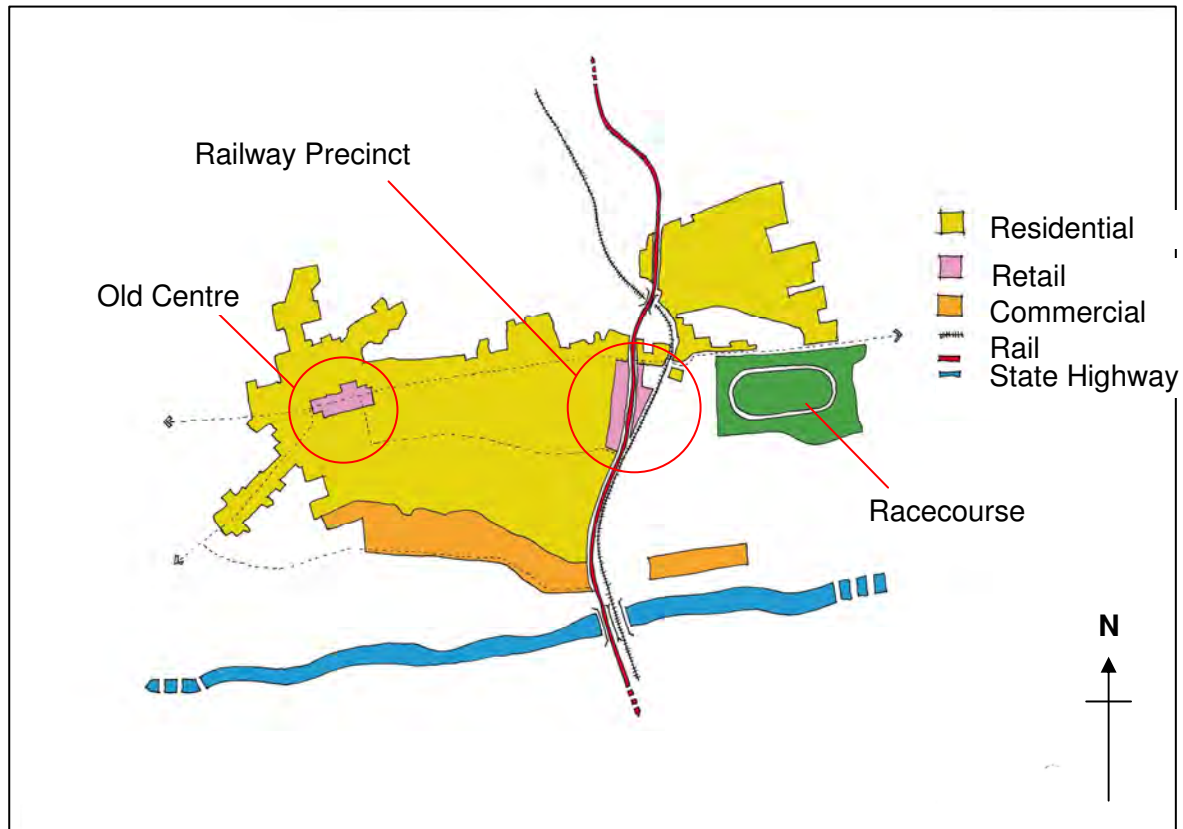 Railway Precinct
Old Centre
Residential
Retail
Commercial
Rail
State Highway
Racecourse
N